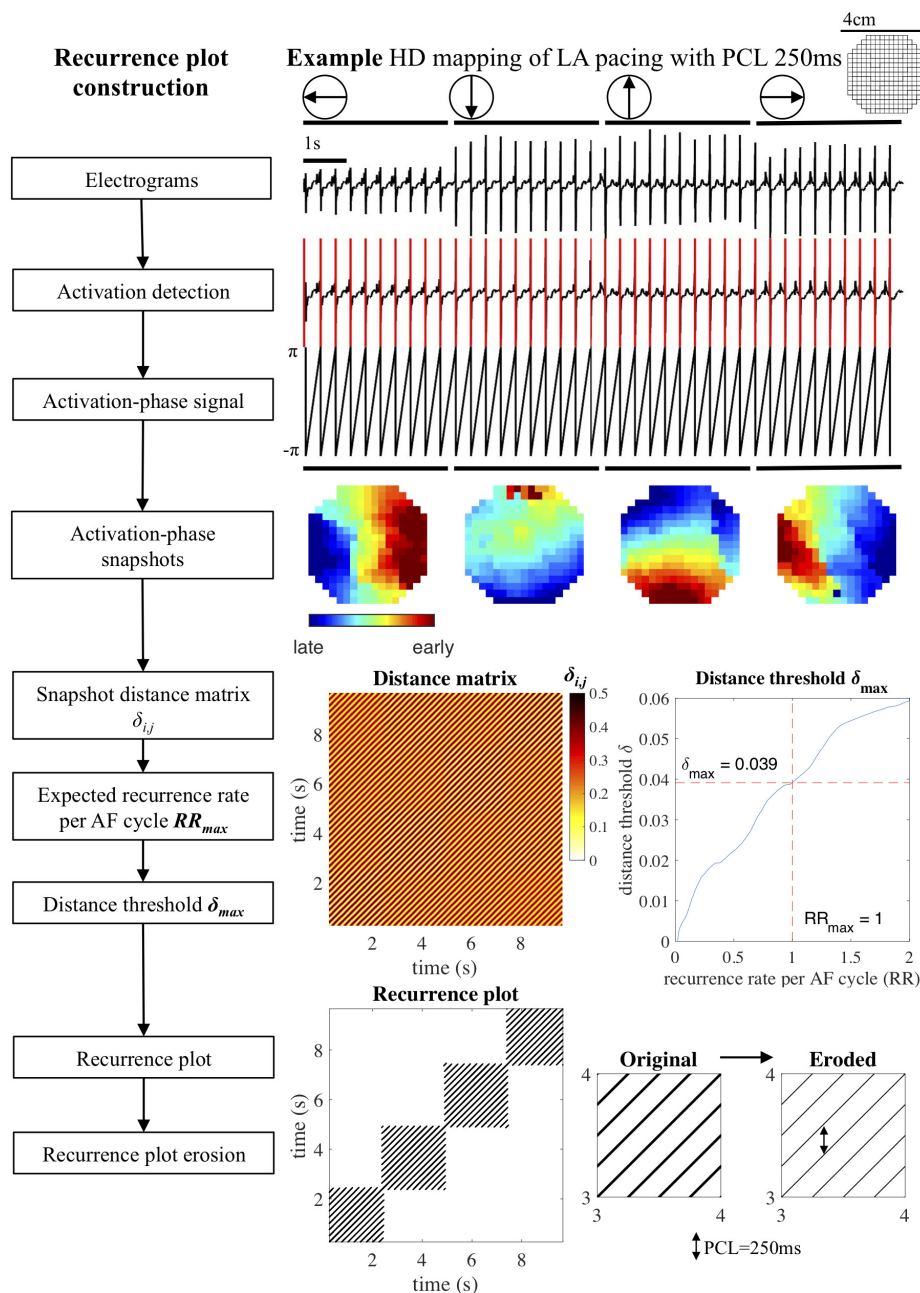 Recurrence plot
construction
Example HD mapping of LA pacing with PCL 250ms
4cm
1s
Electrograms
Activation detection
π
Activation-phase signal
-π
Activation-phase
snapshots
late
early
Snapshot distance matrix
δi,j
Expected recurrence rate
per AF cycle RRmax
Distance threshold δmax
Recurrence plot
Recurrence plot erosion
Distance matrix
δi,j
0.5
0.4
0.3
0.2
0.1
0
time (s)
8
6
4
2
2 4 6 8
time (s)
Distance threshold δmax
distance threshold δ
0.06
0.05
0.04
0.03
0.02
0.01
0
δmax = 0.039
RRmax = 1
0 0.5 1 1.5 2
recurrence rate per AF cycle (RR)
Recurrence plot
time (s)
8
6
4
2
2 4 6 8
time (s)
Original
4
3
3 4
Eroded
4
3
3 4
PCL=250ms